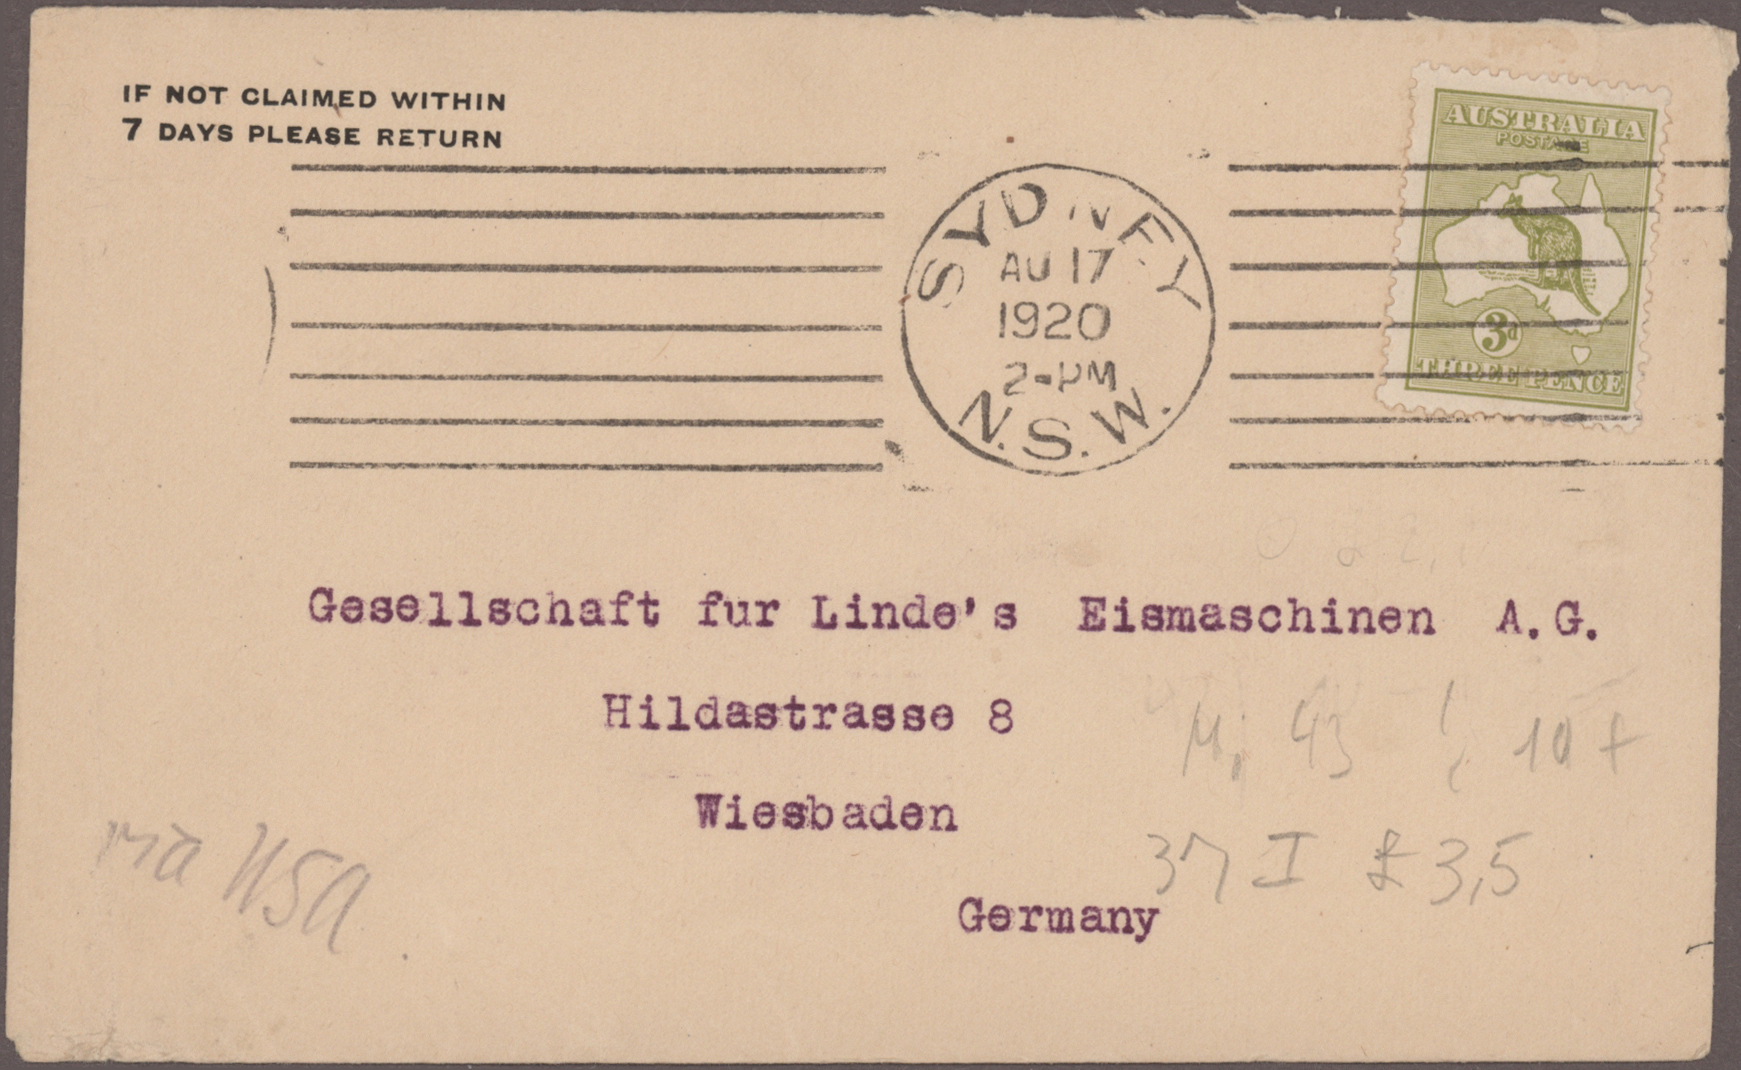 IF NOT CLAIMED WITHIN
7 DAYS PLEASE RETURN
SYDNEY
AU 17
1920
2-PM
N.S.W.
AUSTRALIA
POSTAGE
3d
THREE PENCE
Gesellschaft fur Linde's Eismaschinen A.G.
Hildastrasse 8
Wiesbaden
Germany
via USA
37 I £ 3,5